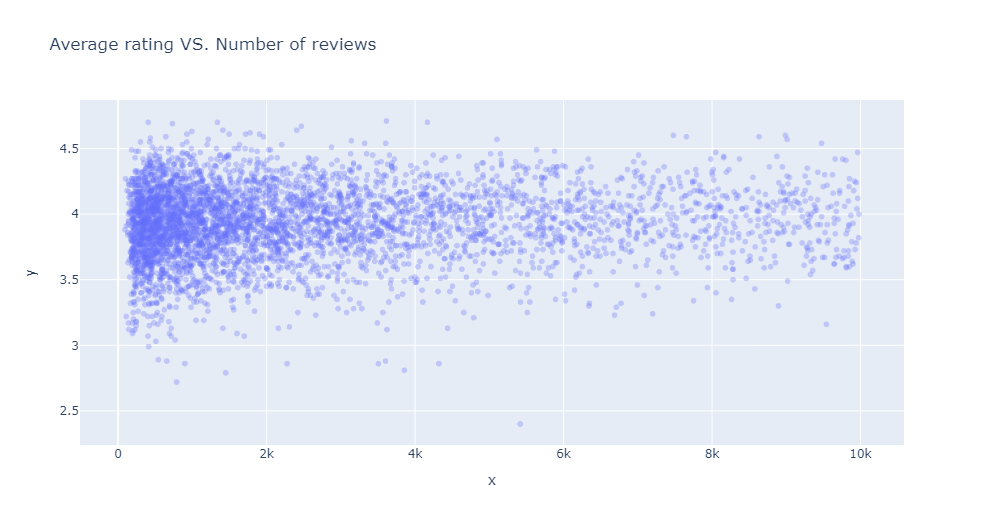 Average rating VS. Number of reviews
4.5
4
3.5
3
2.5
y
0 2k 4k 6k 8k 10k
x